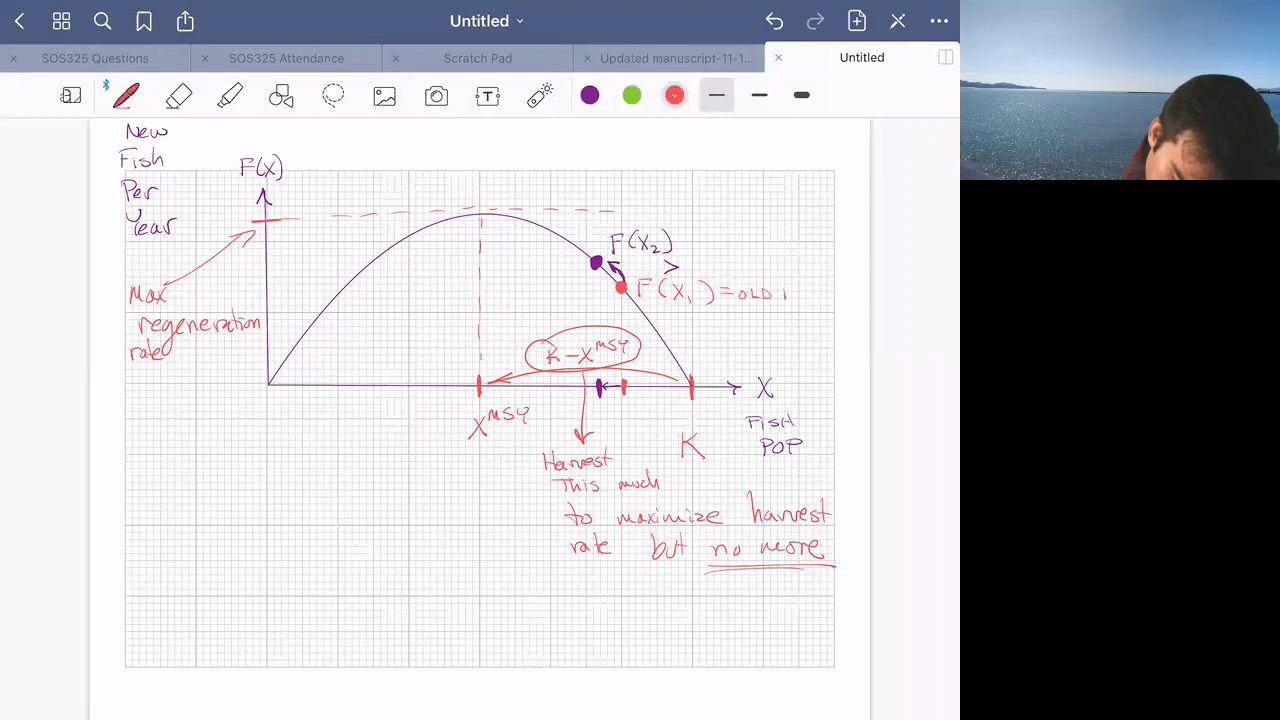 Untitled
SOS325 Questions
SOS325 Attendance
Scratch Pad
Updated manuscript-11-1...
Untitled
New
Fish
Per
Year
F(X)
F(X₂)
>
F(X₁) = OLD
Max
regeneration
rate
K - X^MSY
X^MSY
K
X
Fish
POP
Harvest
This much
to maximize harvest
rate but no more